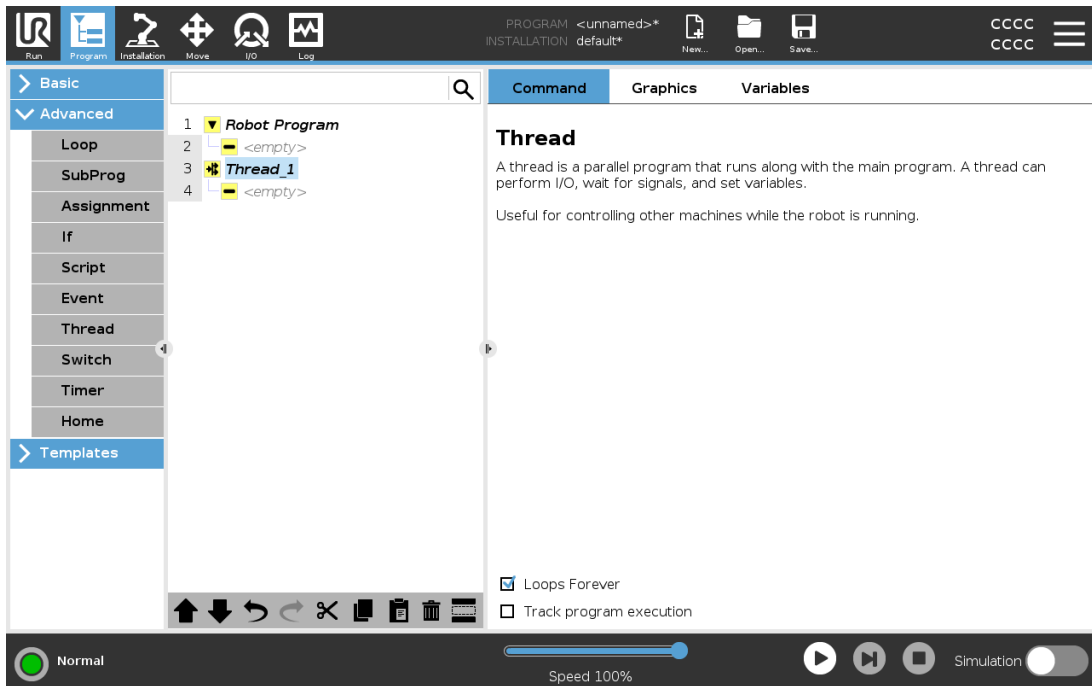 PROGRAM <unnamed>*
INSTALLATION default*
CCCC
CCCC
Run Program Installation Move I/O Log New... Open... Save...
Basic
Advanced
Loop
SubProg
Assignment
If
Script
Event
Thread
Switch
Timer
Home
Templates
1 Robot Program
2 <empty>
3 Thread_1
4 <empty>
Command Graphics Variables
Thread
A thread is a parallel program that runs along with the main program. A thread can
perform I/O, wait for signals, and set variables.
Useful for controlling other machines while the robot is running.
Loops Forever
Track program execution
Normal
Speed 100%
Simulation